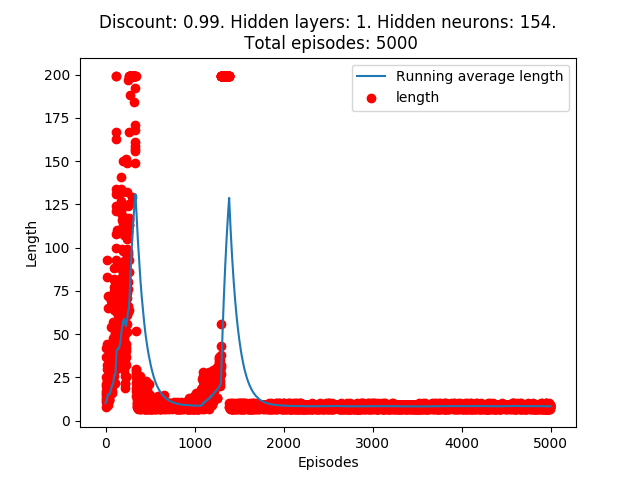 Discount: 0.99. Hidden layers: 1. Hidden neurons: 154.
Total episodes: 5000
200
175
150
125
100
75
50
25
0
Length
Running average length
length
0
1000
2000
3000
4000
5000
Episodes